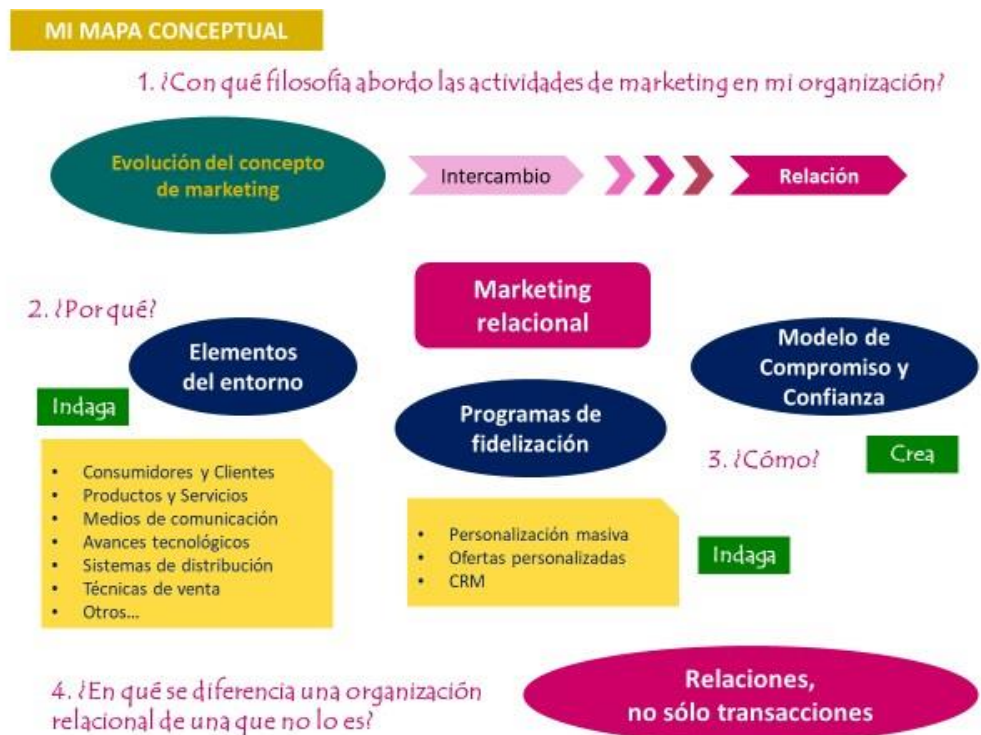 MI MAPA CONCEPTUAL
1. ¿Con qué filosofía abordo las actividades de marketing en mi organización?
Evolución del concepto
de marketing
Intercambio
Relación
Marketing
relacional
2. ¿Por qué?
Elementos
del entorno
Indaga
• Consumidores y Clientes
• Productos y Servicios
• Medios de comunicación
• Avances tecnológicos
• Sistemas de distribución
• Técnicas de venta
• Otros...
Programas de
fidelización
• Personalización masiva
• Ofertas personalizadas
• CRM
Indaga
Modelo de
Compromiso y
Confianza
3. ¿Cómo?
Crea
4. ¿En qué se diferencia una organización
relacional de una que no lo es?
Relaciones,
no sólo transacciones